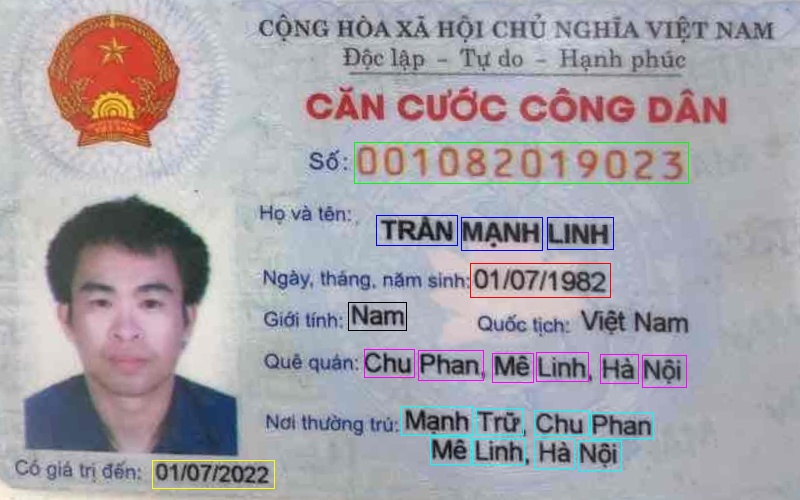 CỘNG HÒA XÃ HỘI CHỦ NGHĨA VIỆT NAM
Độc lập - Tự do - Hạnh phúc
CĂN CƯỚC CÔNG DÂN
Số: 001082019023
Họ và tên: TRẦN MẠNH LINH
Ngày, tháng, năm sinh: 01/07/1982
Giới tính: Nam Quốc tịch: Việt Nam
Quê quán: Chu Phan, Mê Linh, Hà Nội
Nơi thường trú: Mạnh Trữ, Chu Phan
Mê Linh, Hà Nội
Có giá trị đến: 01/07/2022